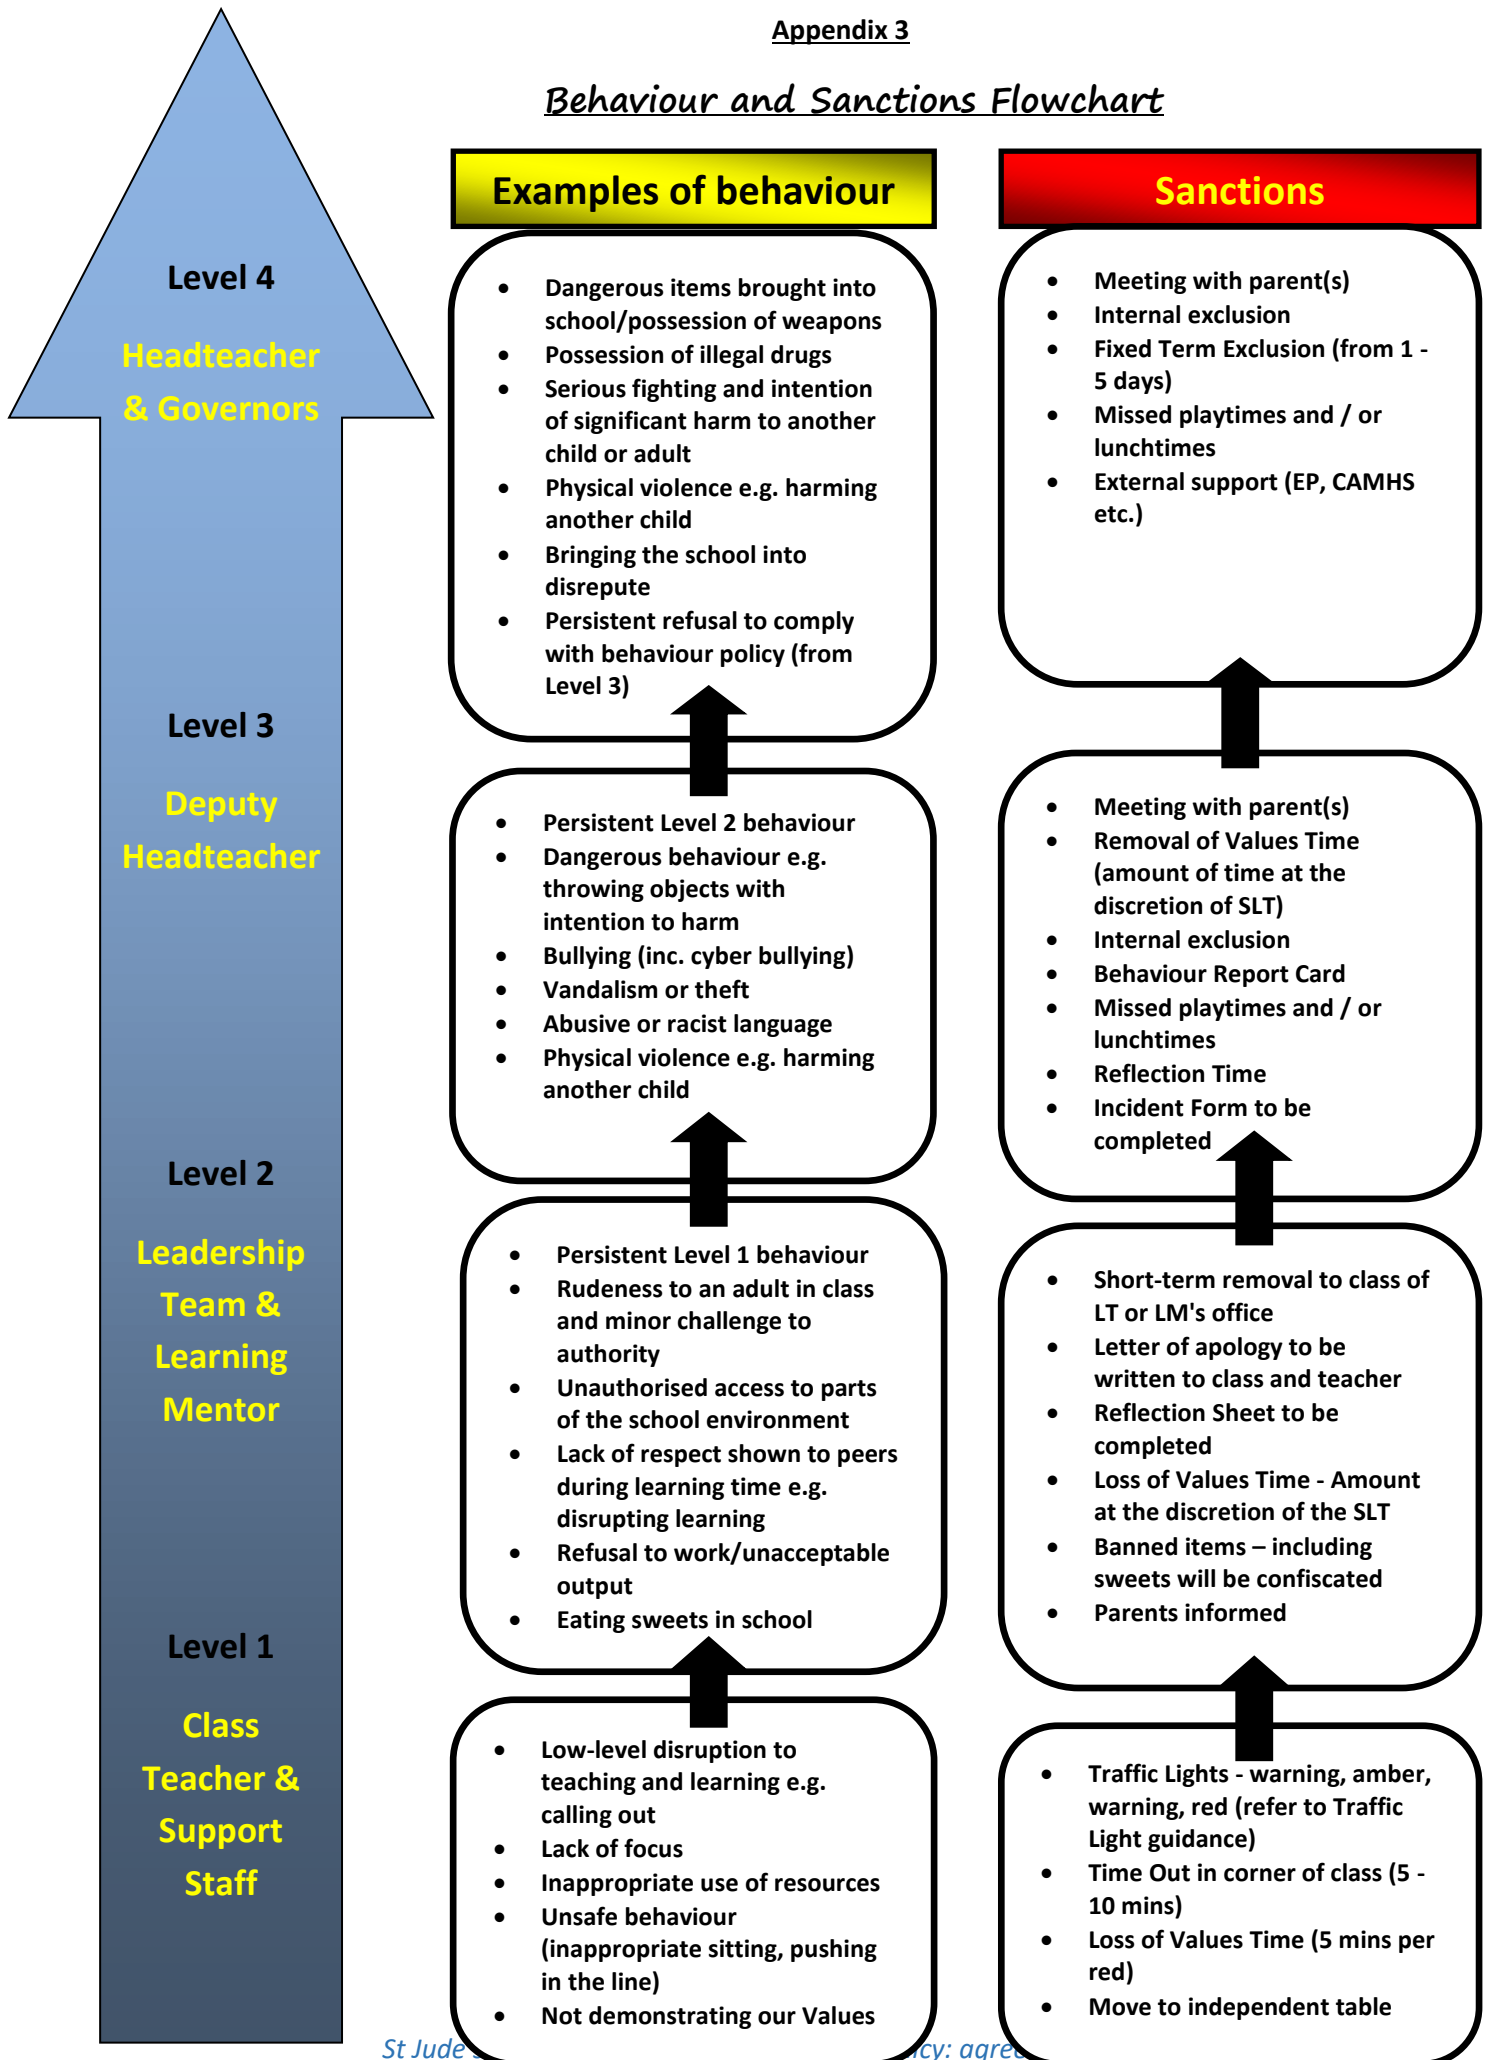 Appendix 3
Behaviour and Sanctions Flowchart
Level 4
Headteacher
& Governors
Level 3
Deputy
Headteacher
Level 2
Leadership
Team &
Learning
Mentor
Level 1
Class
Teacher &
Support
Staff
Examples of behaviour
• Dangerous items brought into
school/possession of weapons
• Possession of illegal drugs
• Serious fighting and intention
of significant harm to another
child or adult
• Physical violence e.g. harming
another child
• Bringing the school into
disrepute
• Persistent refusal to comply
with behaviour policy (from
Level 3)
• Persistent Level 2 behaviour
• Dangerous behaviour e.g.
throwing objects with
intention to harm
• Bullying (inc. cyber bullying)
• Vandalism or theft
• Abusive or racist language
• Physical violence e.g. harming
another child
• Persistent Level 1 behaviour
• Rudeness to an adult in class
and minor challenge to
authority
• Unauthorised access to parts
of the school environment
• Lack of respect shown to peers
during learning time e.g.
disrupting learning
• Refusal to work/unacceptable
output
• Eating sweets in school
• Low-level disruption to
teaching and learning e.g.
calling out
• Lack of focus
• Inappropriate use of resources
• Unsafe behaviour
(inappropriate sitting, pushing
in the line)
• Not demonstrating our Values
Sanctions
• Meeting with parent(s)
• Internal exclusion
• Fixed Term Exclusion (from 1 -
5 days)
• Missed playtimes and / or
lunchtimes
• External support (EP, CAMHS
etc.)
• Meeting with parent(s)
• Removal of Values Time
(amount of time at the
discretion of SLT)
• Internal exclusion
• Behaviour Report Card
• Missed playtimes and / or
lunchtimes
• Reflection Time
• Incident Form to be
completed
• Short-term removal to class of
LT or LM's office
• Letter of apology to be
written to class and teacher
• Reflection Sheet to be
completed
• Loss of Values Time - Amount
at the discretion of the SLT
• Banned items – including
sweets will be confiscated
• Parents informed
• Traffic Lights - warning, amber,
warning, red (refer to Traffic
Light guidance)
• Time Out in corner of class (5 -
10 mins)
• Loss of Values Time (5 mins per
red)
• Move to independent table
St Jude